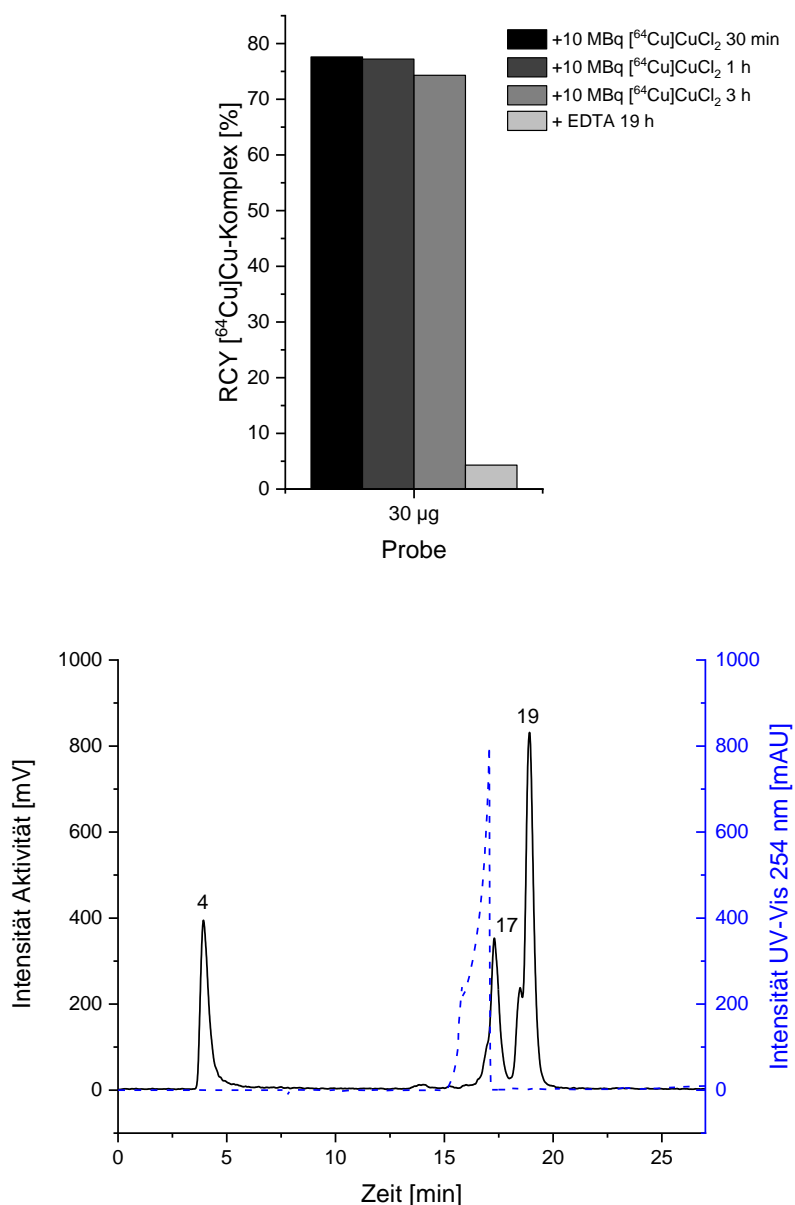 80
70
60
50
40
30
20
10
0
RCY [⁶⁴Cu]Cu-Komplex [%]
30 µg
Probe
+10 MBq [⁶⁴Cu]CuCl₂ 30 min
+10 MBq [⁶⁴Cu]CuCl₂ 1 h
+10 MBq [⁶⁴Cu]CuCl₂ 3 h
+ EDTA 19 h
1000
800
600
400
200
0
Intensität Aktivität [mV]
4
17
19
1000
800
600
400
200
0
Intensität UV-Vis 254 nm [mAU]
0 5 10 15 20 25
Zeit [min]